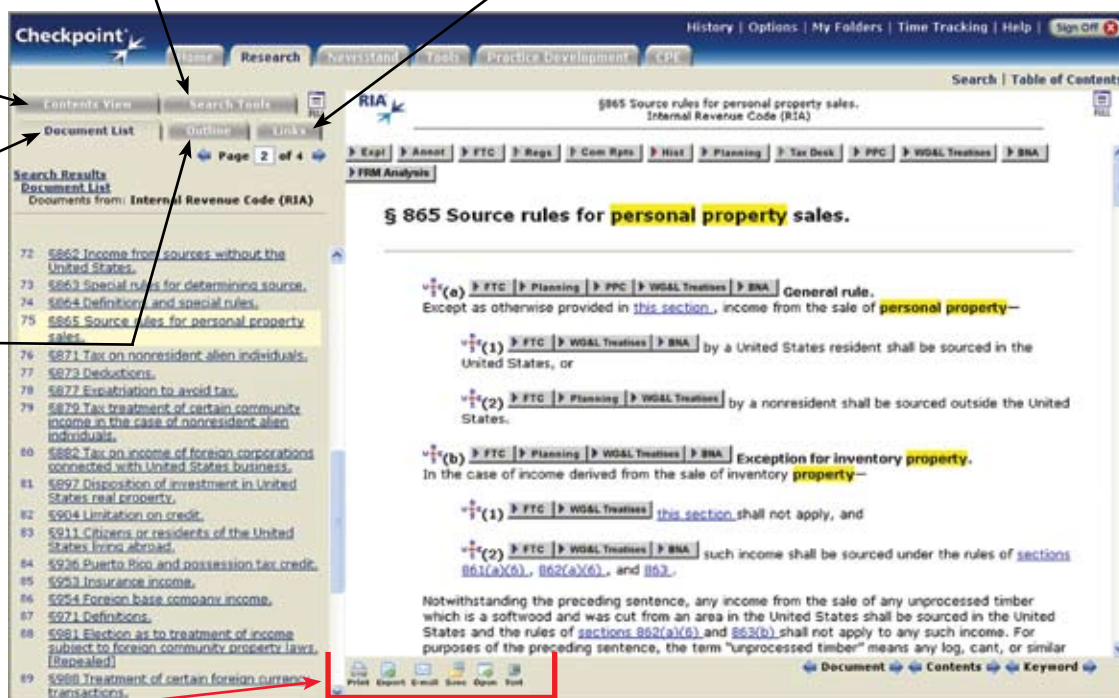 Checkpoint
History | Options | My Folders | Time Tracking | Help | Sign Off
Home Research Newsstand Tools Practice Development CPE
Search | Table of Contents
Contents View Search Tools FULL
Document List Outline Links
Page 2 of 4
Search Results
Document List
Documents from: Internal Revenue Code (RIA)
72 §862 Income from sources without the
United States.
73 §863 Special rules for determining source.
74 §864 Definitions and special rules.
75 §865 Source rules for personal property
sales.
76 §871 Tax on nonresident alien individuals.
77 §873 Deductions.
78 §877 Expatriation to avoid tax.
79 §879 Tax treatment of certain community
income in the case of nonresident alien
individuals.
80 §882 Tax on income of foreign corporations
connected with United States business.
81 §897 Disposition of investment in United
States real property.
82 §904 Limitation on credit.
83 §911 Citizens or residents of the United
States living abroad.
84 §936 Puerto Rico and possession tax credit.
85 §953 Insurance income.
86 §954 Foreign base company income.
87 §971 Definitions.
88 §981 Election as to treatment of income
subject to foreign community property laws.
[Repealed]
89 §988 Treatment of certain foreign currency
transactions.
RIA
§865 Source rules for personal property sales.
Internal Revenue Code (RIA)
FULL
Expl Annot FTC Regs Com Rpts Hist Planning Tax Desk PPC WG&L Treatises BNA
FRM Analysis
§ 865 Source rules for personal property sales.
(a) FTC Planning PPC WG&L Treatises BNA General rule.
Except as otherwise provided in this section , income from the sale of personal property—
(1) FTC WG&L Treatises BNA by a United States resident shall be sourced in the
United States, or
(2) FTC Planning WG&L Treatises by a nonresident shall be sourced outside the United
States.
(b) FTC Planning WG&L Treatises BNA Exception for inventory property.
In the case of income derived from the sale of inventory property—
(1) FTC WG&L Treatises this section shall not apply, and
(2) FTC WG&L Treatises BNA such income shall be sourced under the rules of sections
861(a)(6) , 862(a)(6) , and 863 .
Notwithstanding the preceding sentence, any income from the sale of any unprocessed timber
which is a softwood and was cut from an area in the United States shall be sourced in the United
States and the rules of sections 862(a)(6) and 863(b) shall not apply to any such income. For
purposes of the preceding sentence, the term "unprocessed timber" means any log, cant, or similar
Print Export E-mail Save Open
Document Contents Keyword